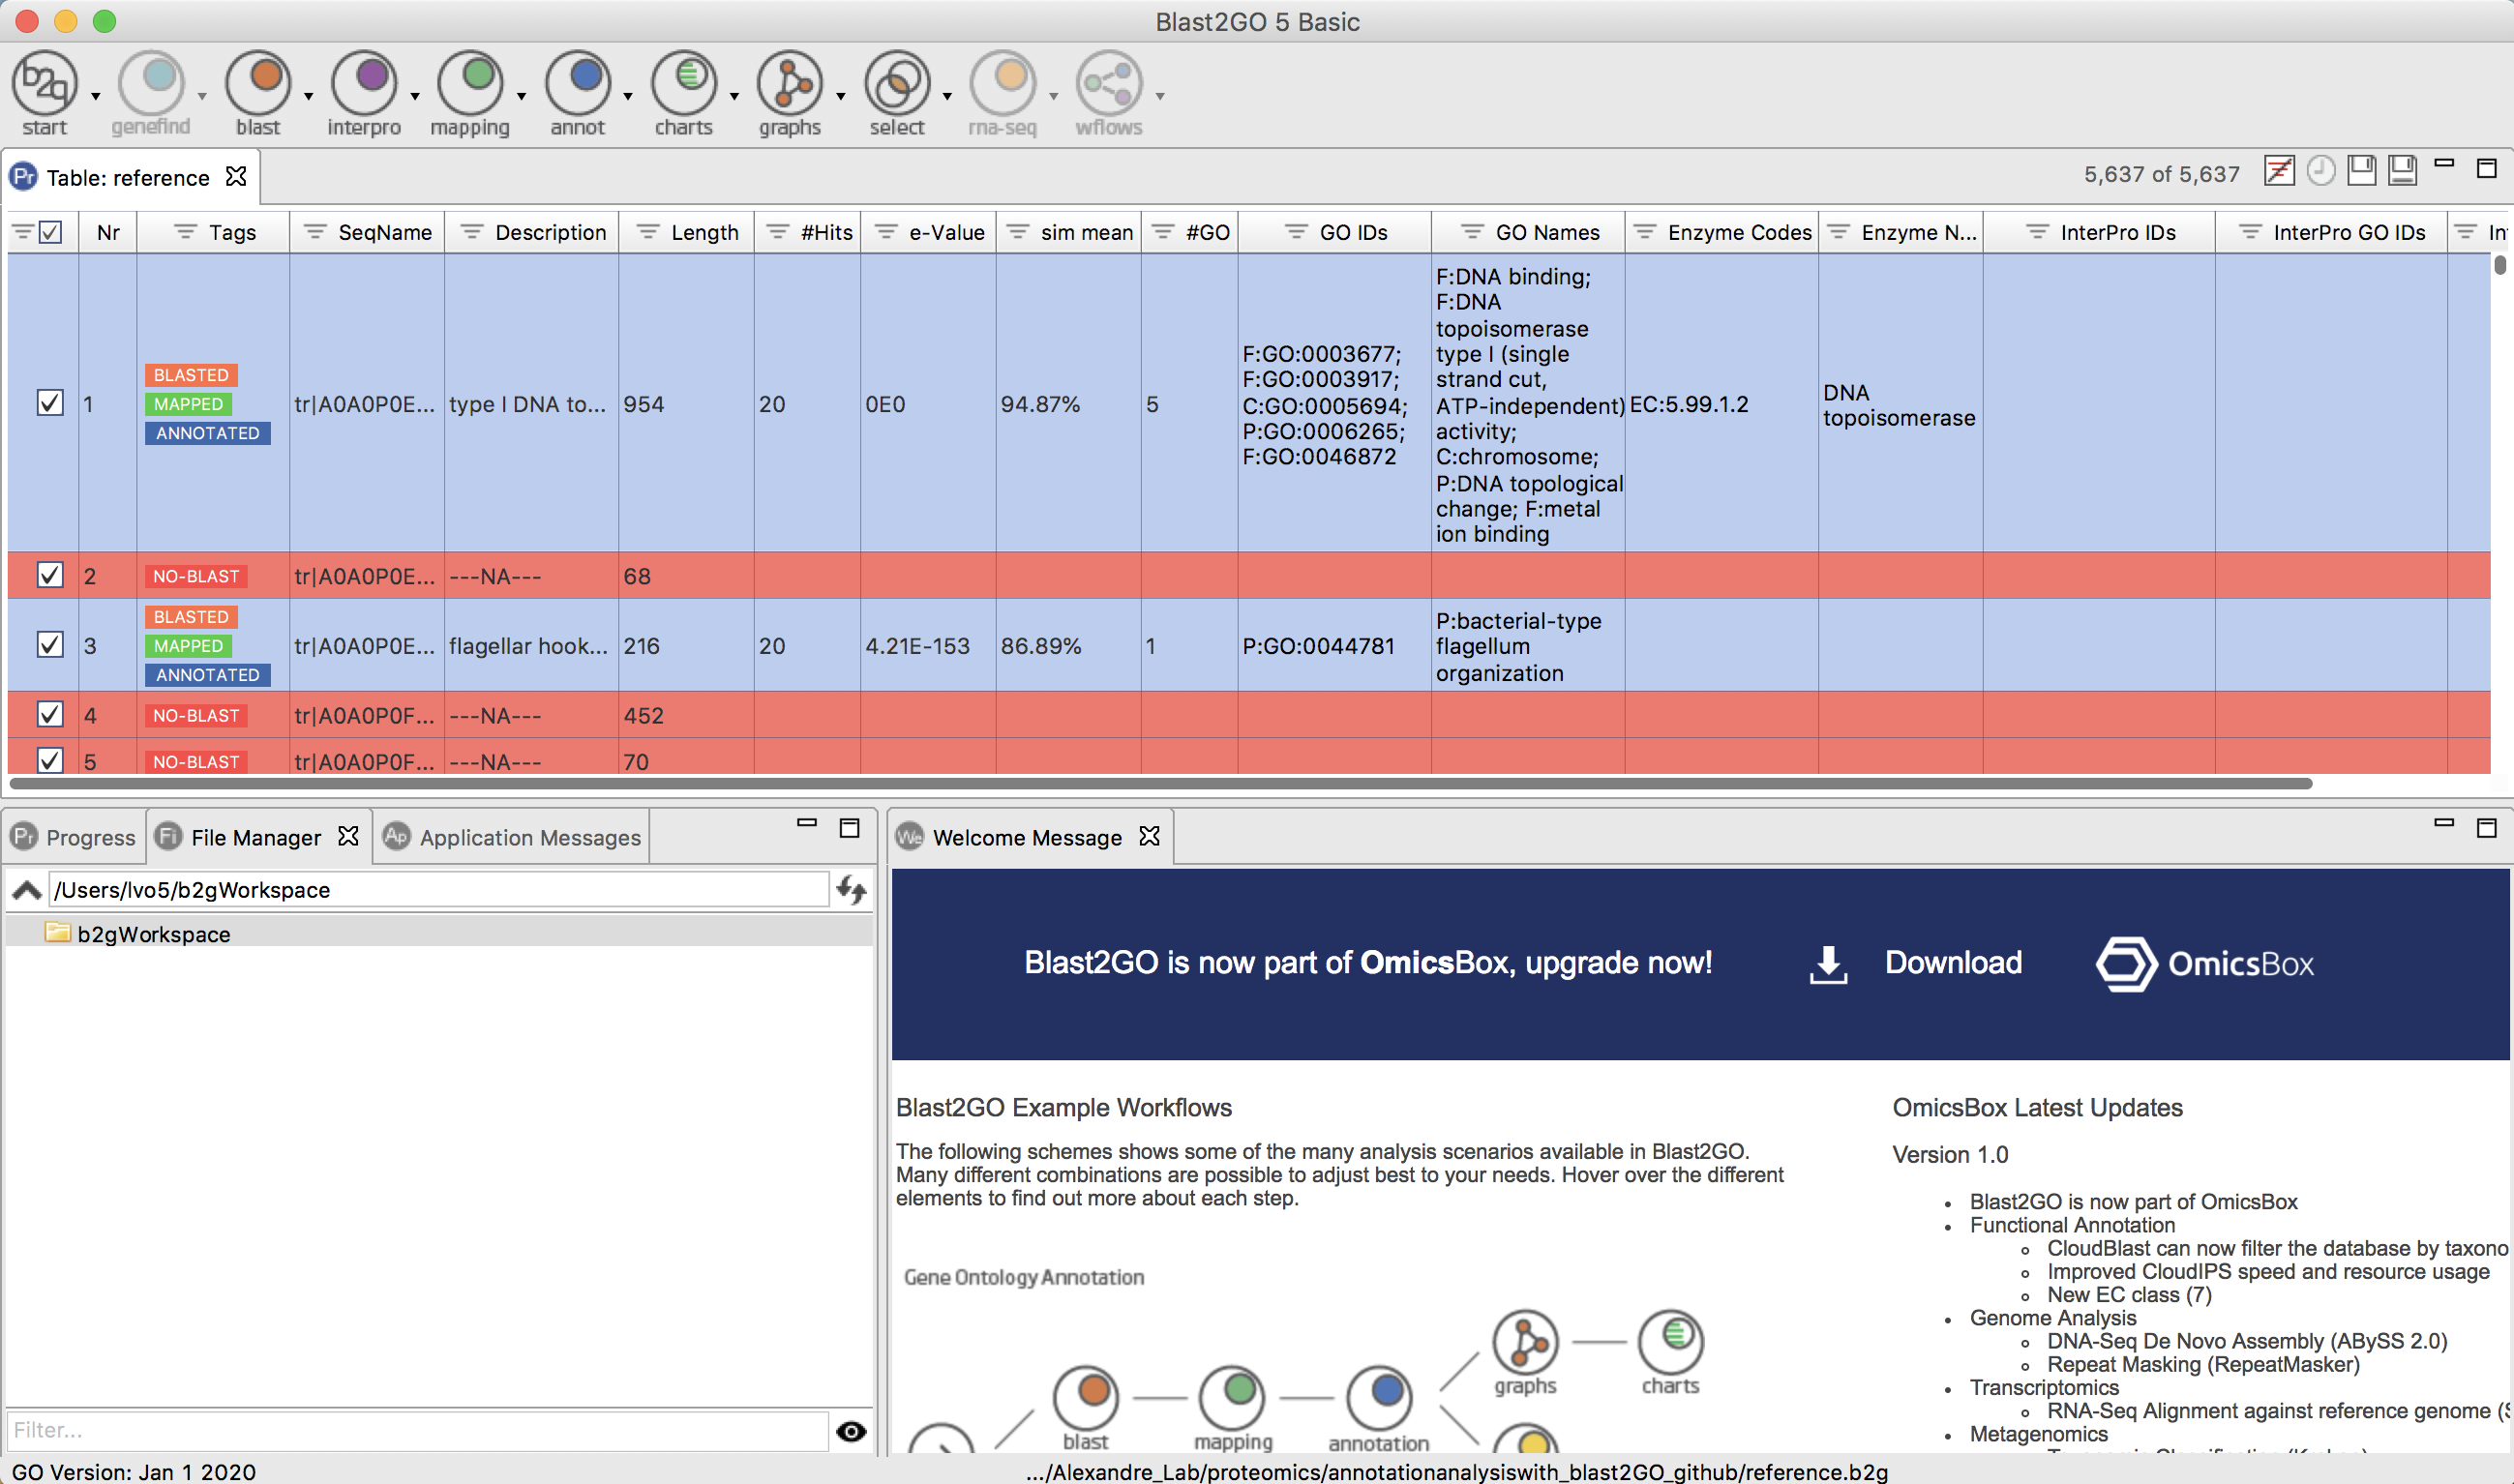 Blast2GO 5 Basic
start genefind blast interpro mapping annot charts graphs select rna-seq wflows
Table: reference
5,637 of 5,637
Nr Tags SeqName Description Length #Hits e-Value sim mean #GO GO IDs GO Names Enzyme Codes Enzyme N... InterPro IDs InterPro GO IDs
1 BLASTED MAPPED ANNOTATED tr|A0A0P0E... type I DNA to... 954 20 0E0 94.87% 5
F:GO:0003677;
F:GO:0003917;
C:GO:0005694;
P:GO:0006265;
F:GO:0046872
F:DNA binding;
F:DNA
topoisomerase
type I (single
strand cut,
ATP-independent)
activity;
C:chromosome;
P:DNA topological
change; F:metal
ion binding
EC:5.99.1.2
DNA
topoisomerase
2 NO-BLAST tr|A0A0P0E... ---NA--- 68
3 BLASTED MAPPED ANNOTATED tr|A0A0P0E... flagellar hook... 216 20 4.21E-153 86.89% 1 P:GO:0044781
P:bacterial-type
flagellum
organization
4 NO-BLAST tr|A0A0P0F... ---NA--- 452
5 NO-BLAST tr|A0A0P0F... ---NA--- 70
Progress File Manager Application Messages
/Users/lvo5/b2gWorkspace
b2gWorkspace
Filter...
Welcome Message
Blast2GO is now part of OmicsBox, upgrade now! Download OmicsBox
Blast2GO Example Workflows
The following schemes shows some of the many analysis scenarios available in Blast2GO.
Many different combinations are possible to adjust best to your needs. Hover over the different
elements to find out more about each step.
Gene Ontology Annotation
graphs charts
blast mapping annotation
OmicsBox Latest Updates
Version 1.0
Blast2GO is now part of OmicsBox
Functional Annotation
CloudBlast can now filter the database by taxono
Improved CloudIPS speed and resource usage
New EC class (7)
Genome Analysis
DNA-Seq De Novo Assembly (ABySS 2.0)
Repeat Masking (RepeatMasker)
Transcriptomics
RNA-Seq Alignment against reference genome (S
Metagenomics
GO Version: Jan 1 2020
.../Alexandre_Lab/proteomics/annotationanalysiswith_blast2GO_github/reference.b2g